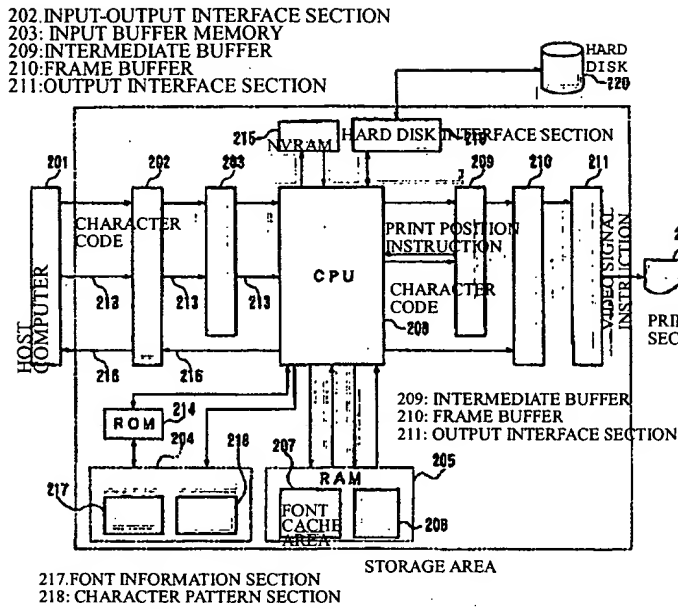 202.INPUT-OUTPUT INTERFACE SECTION
203: INPUT BUFFER MEMORY
209:INTERMEDIATE BUFFER
210:FRAME BUFFER
211:OUTPUT INTERFACE SECTION
HARD
DISK
220
215
NVRAM
HARD DISK INTERFACE SECTION
219
201
202
203
209
210
211
CHARACTER
CODE
PRINT POSITION
INSTRUCTION
CPU
CHARACTER
CODE
208
213
213
213
216
216
HOST
COMPUTER
VIDEO SIGNAL
INSTRUCTION
PRI
SEC
209: INTERMEDIATE BUFFER
210: FRAME BUFFER
211: OUTPUT INTERFACE SECTION
ROM
214
204
218
217
207
RAM
205
FONT
CACHE
AREA
206
STORAGE AREA
217.FONT INFORMATION SECTION
218: CHARACTER PATTERN SECTION